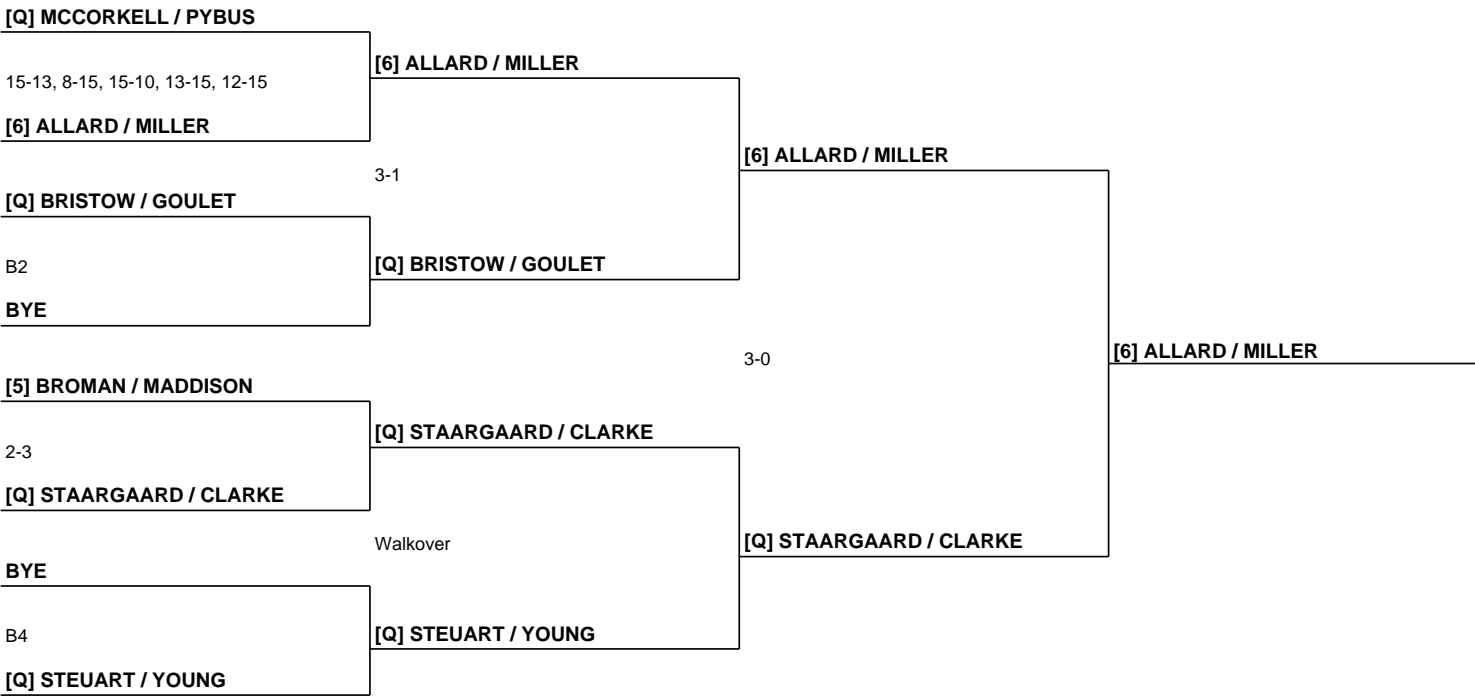 [Q] MCCORKELL / PYBUS
15-13, 8-15, 15-10, 13-15, 12-15
[6] ALLARD / MILLER
[Q] BRISTOW / GOULET
B2
BYE
[5] BROMAN / MADDISON
2-3
[Q] STAARGAARD / CLARKE
BYE
B4
[Q] STEUART / YOUNG
[6] ALLARD / MILLER
3-1
[Q] BRISTOW / GOULET
[Q] STAARGAARD / CLARKE
Walkover
[Q] STEUART / YOUNG
[6] ALLARD / MILLER
3-0
[Q] STAARGAARD / CLARKE
[6] ALLARD / MILLER